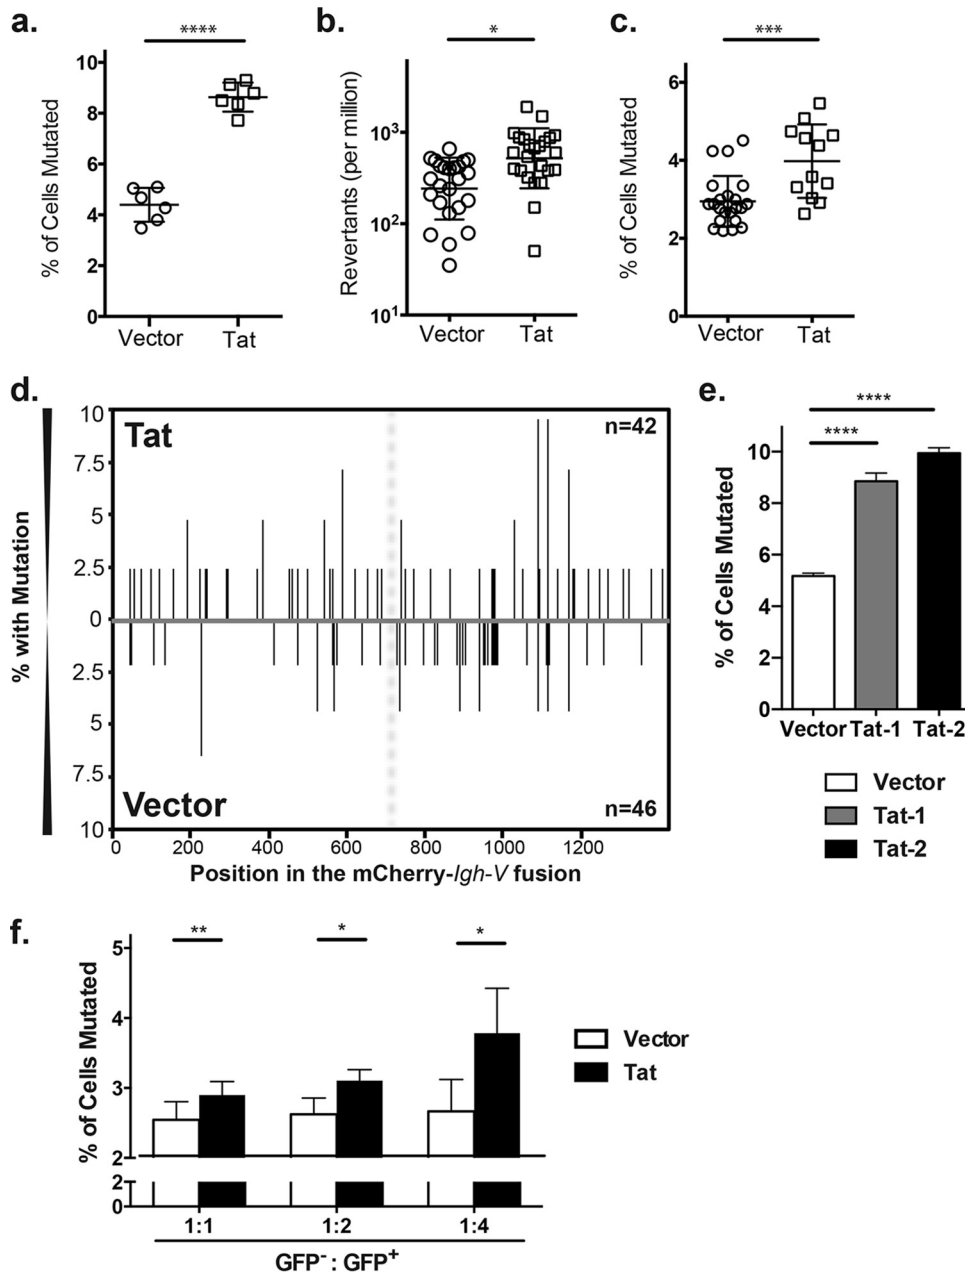 a.
****
% of Cells Mutated
10
8
6
4
2
0
Vector Tat
b.
*
Revertants (per million)
10³
10²
10¹
Vector Tat
c.
***
% of Cells Mutated
6
4
2
0
Vector Tat
d.
% with Mutation
10
7.5
5
2.5
0
2.5
5
7.5
10
Tat
n=42
Vector
n=46
0 200 400 600 800 1000 1200
Position in the mCherry-Igh-V fusion
e.
****
****
% of Cells Mutated
10
8
6
4
2
0
Vector Tat-1 Tat-2
Vector
Tat-1
Tat-2
f.
** * *
% of Cells Mutated
5
4
3
2
2
0
1:1 1:2 1:4
GFP⁻ : GFP⁺
Vector
Tat